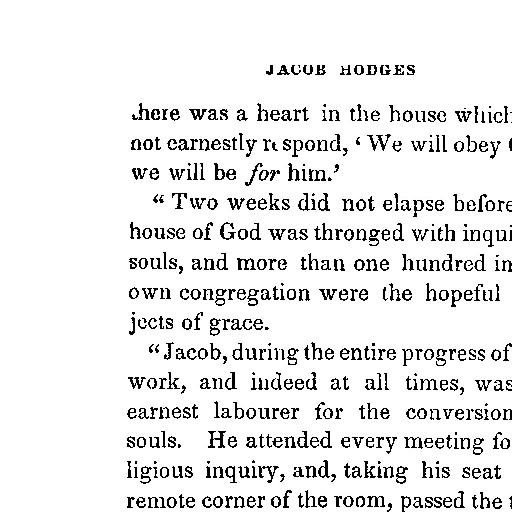 JACOB HODGES
there was a heart in the house which
not earnestly respond, ‘ We will obey
we will be for him.’
“ Two weeks did not elapse before
house of God was thronged with inqui
souls, and more than one hundred in
own congregation were the hopeful
jects of grace.
“Jacob, during the entire progress of
work, and indeed at all times, was
earnest labourer for the conversion
souls. He attended every meeting fo
ligious inquiry, and, taking his seat
remote corner of the room, passed the